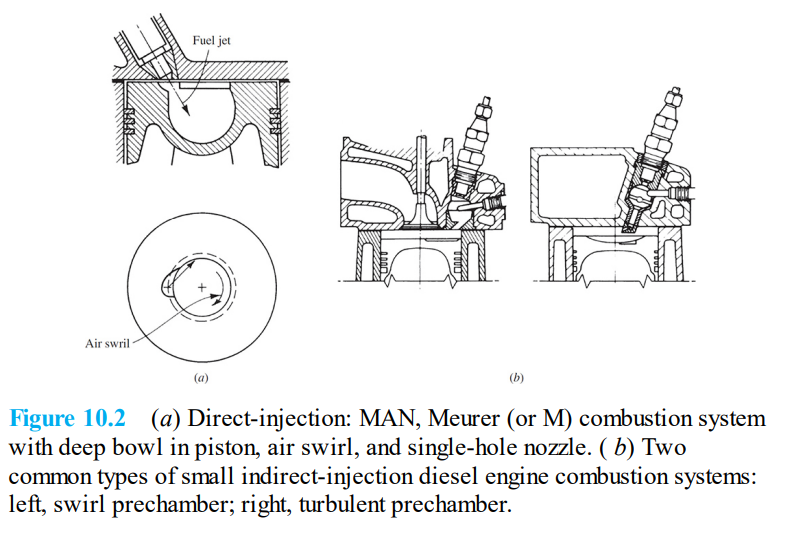 Fuel jet
Air swril
(a)
(b)
Figure 10.2 (a) Direct-injection: MAN, Meurer (or M) combustion system
with deep bowl in piston, air swirl, and single-hole nozzle. ( b) Two
common types of small indirect-injection diesel engine combustion systems:
left, swirl prechamber; right, turbulent prechamber.